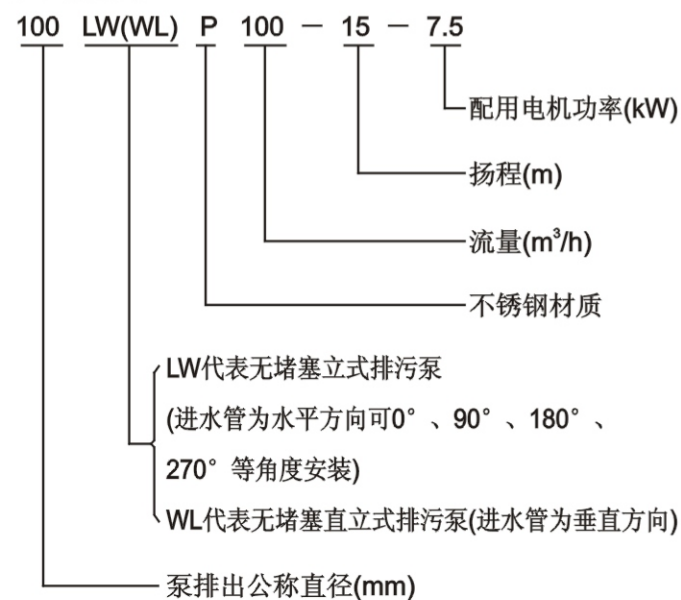 100 LW(WL) P 100 - 15 - 7.5
配用电机功率(kW)
扬程(m)
流量(m³/h)
不锈钢材质
LW代表无堵塞立式排污泵
(进水管为水平方向可0°、90°、180°、
270°等角度安装)
WL代表无堵塞直立式排污泵(进水管为垂直方向)
泵排出公称直径(mm)